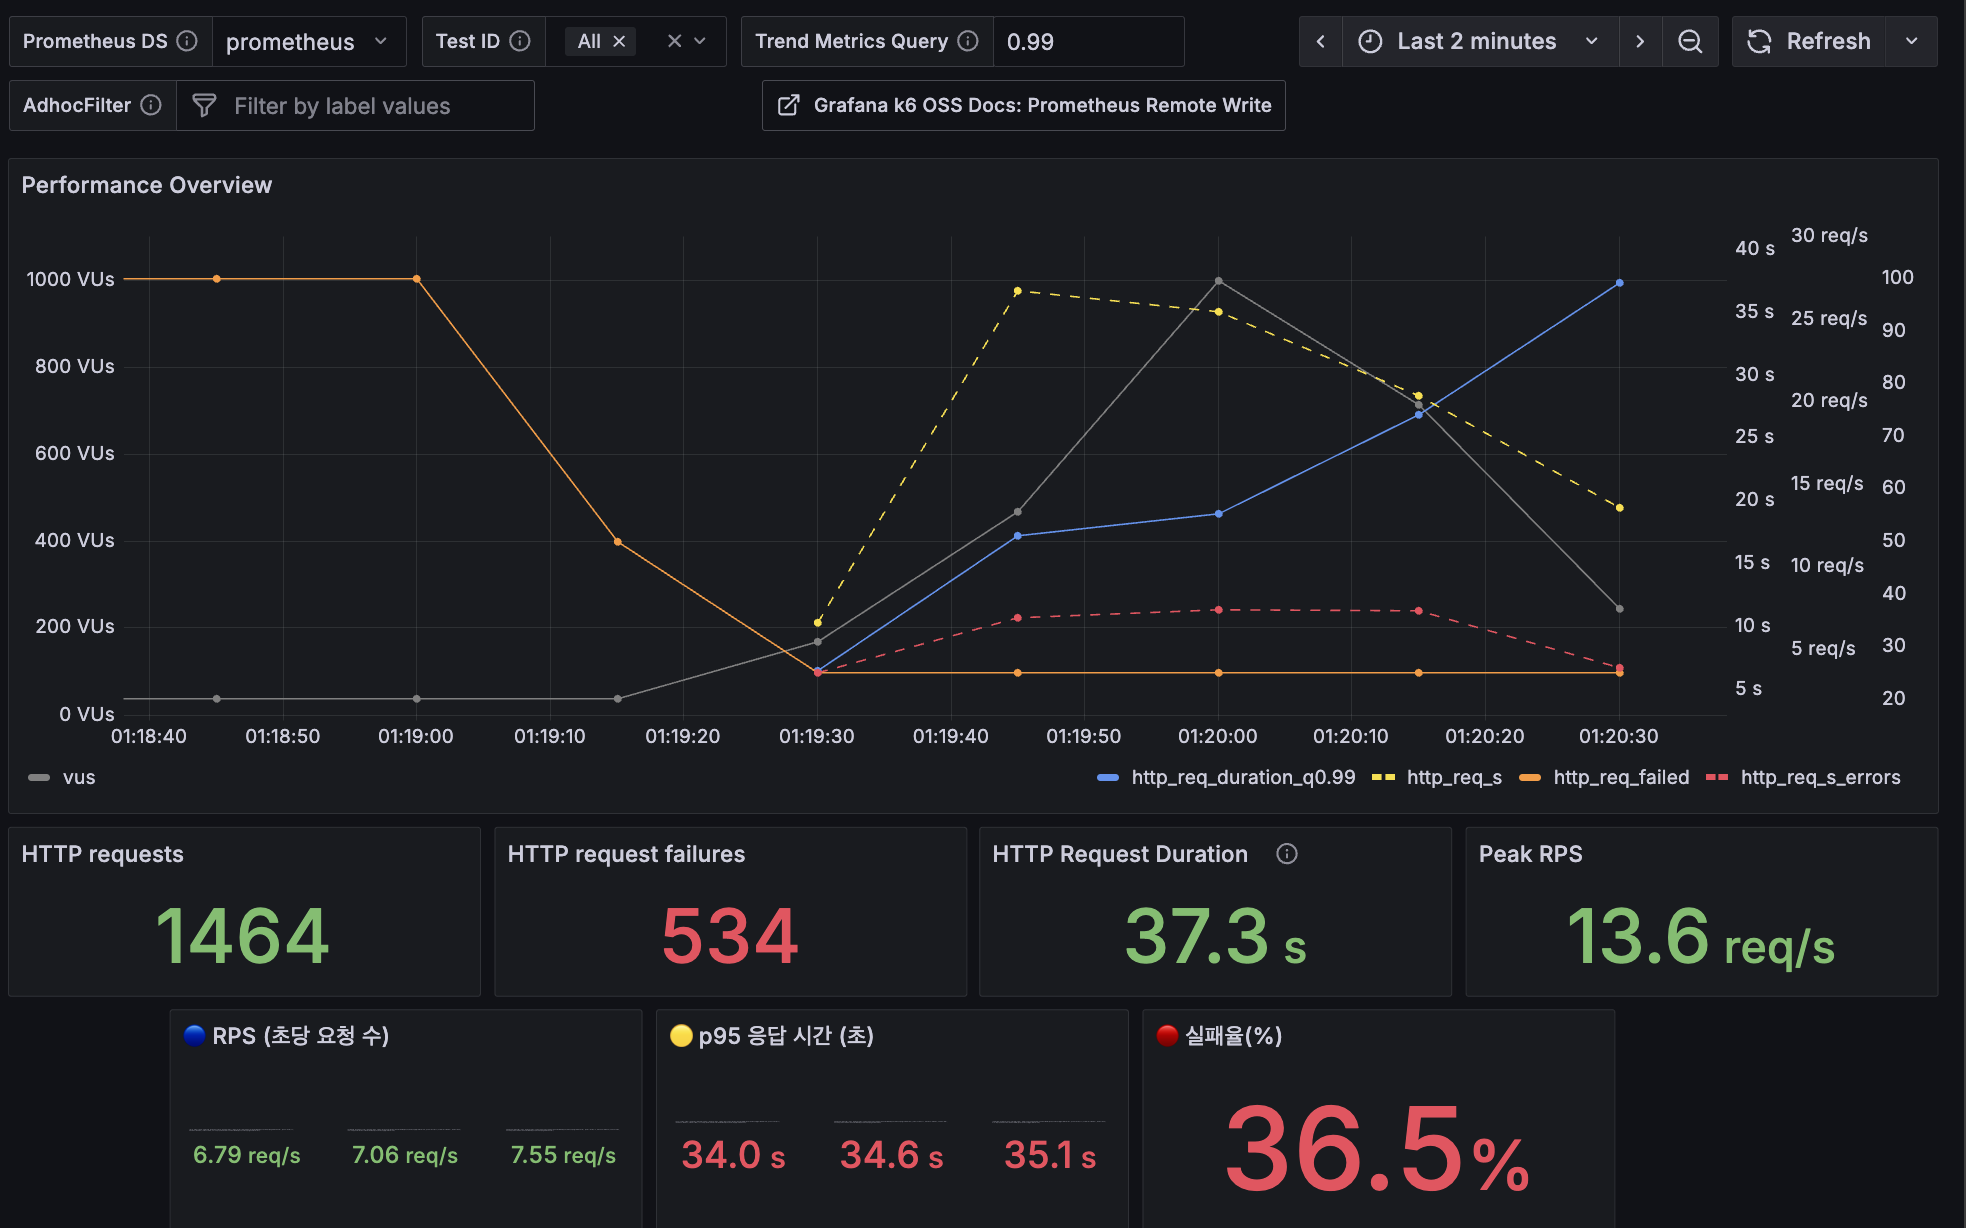 Prometheus DS prometheus Test ID All Trend Metrics Query 0.99 Last 2 minutes Refresh
AdhocFilter Filter by label values Grafana k6 OSS Docs: Prometheus Remote Write
Performance Overview
1000 VUs
800 VUs
600 VUs
400 VUs
200 VUs
0 VUs
40 s
35 s
30 s
25 s
20 s
15 s
10 s
5 s
30 req/s
25 req/s
20 req/s
15 req/s
10 req/s
5 req/s
100
90
80
70
60
50
40
30
20
01:18:40 01:18:50 01:19:00 01:19:10 01:19:20 01:19:30 01:19:40 01:19:50 01:20:00 01:20:10 01:20:20 01:20:30
vus http_req_duration_q0.99 http_req_s http_req_failed http_req_s_errors
HTTP requests
1464
HTTP request failures
534
HTTP Request Duration
37.3 s
Peak RPS
13.6 req/s
RPS (초당 요청 수)
6.79 req/s 7.06 req/s 7.55 req/s
p95 응답 시간 (초)
34.0 s 34.6 s 35.1 s
실패율(%)
36.5%